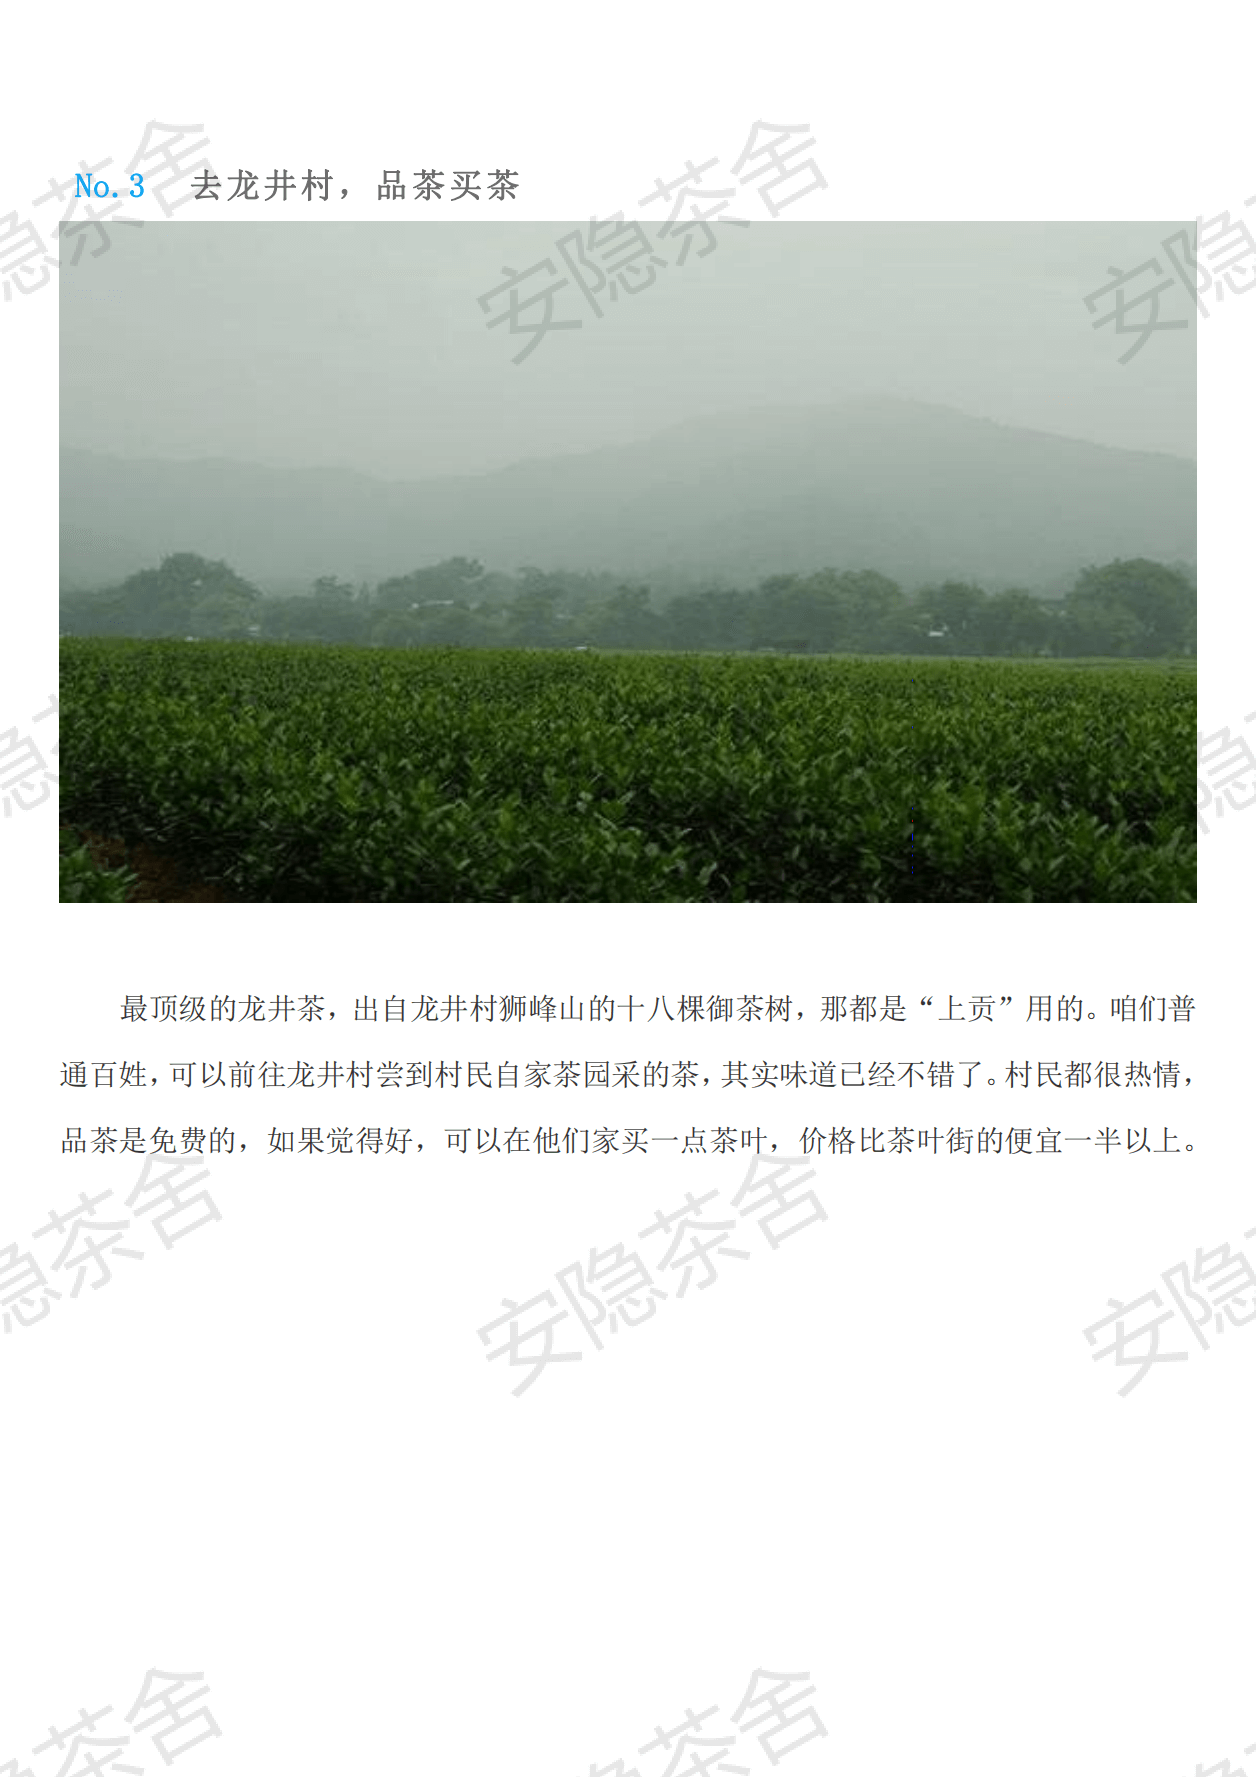 No.3 去龙井村，品茶买茶
最顶级的龙井茶，出自龙井村狮峰山的十八棵御茶树，那都是“上贡”用的。咱们普
通百姓，可以前往龙井村尝到村民自家茶园采的茶，其实味道已经不错了。村民都很热情，
品茶是免费的，如果觉得好，可以在他们家买一点茶叶，价格比茶叶街的便宜一半以上。
安隐茶舍